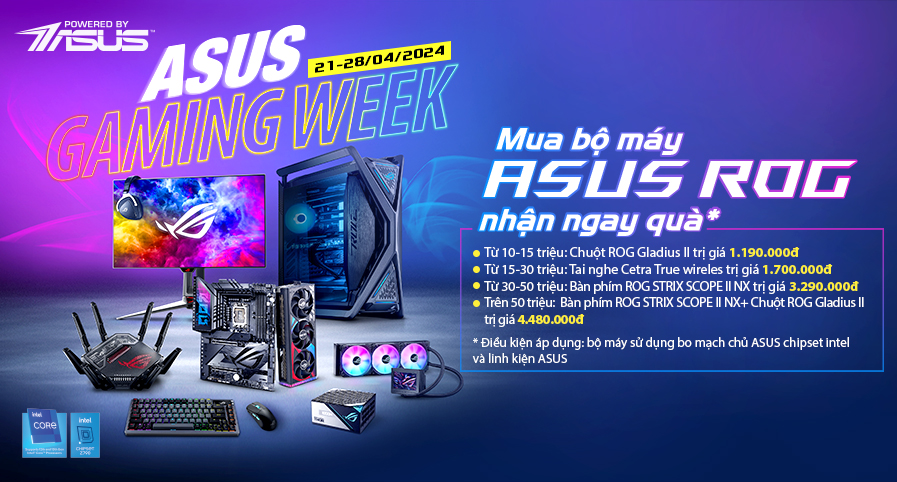 POWERED BY
ASUS
ASUS
21-28/04/2024
GAMING WEEK
Mua bộ máy
ASUS ROG
nhận ngay quà*
Từ 10-15 triệu: Chuột ROG Gladius II trị giá 1.190.000đ
Từ 15-30 triệu: Tai nghe Cetra True wireles trị giá 1.700.000đ
Từ 30-50 triệu: Bàn phím ROG STRIX SCOPE II NX trị giá 3.290.000đ
Trên 50 triệu: Bàn phím ROG STRIX SCOPE II NX+ Chuột ROG Gladius II
trị giá 4.480.000đ
* Điều kiện áp dụng: bộ máy sử dụng bo mạch chủ ASUS chipset intel
và linh kiện ASUS
intel
CORE
intel
CHIPSET
Z790